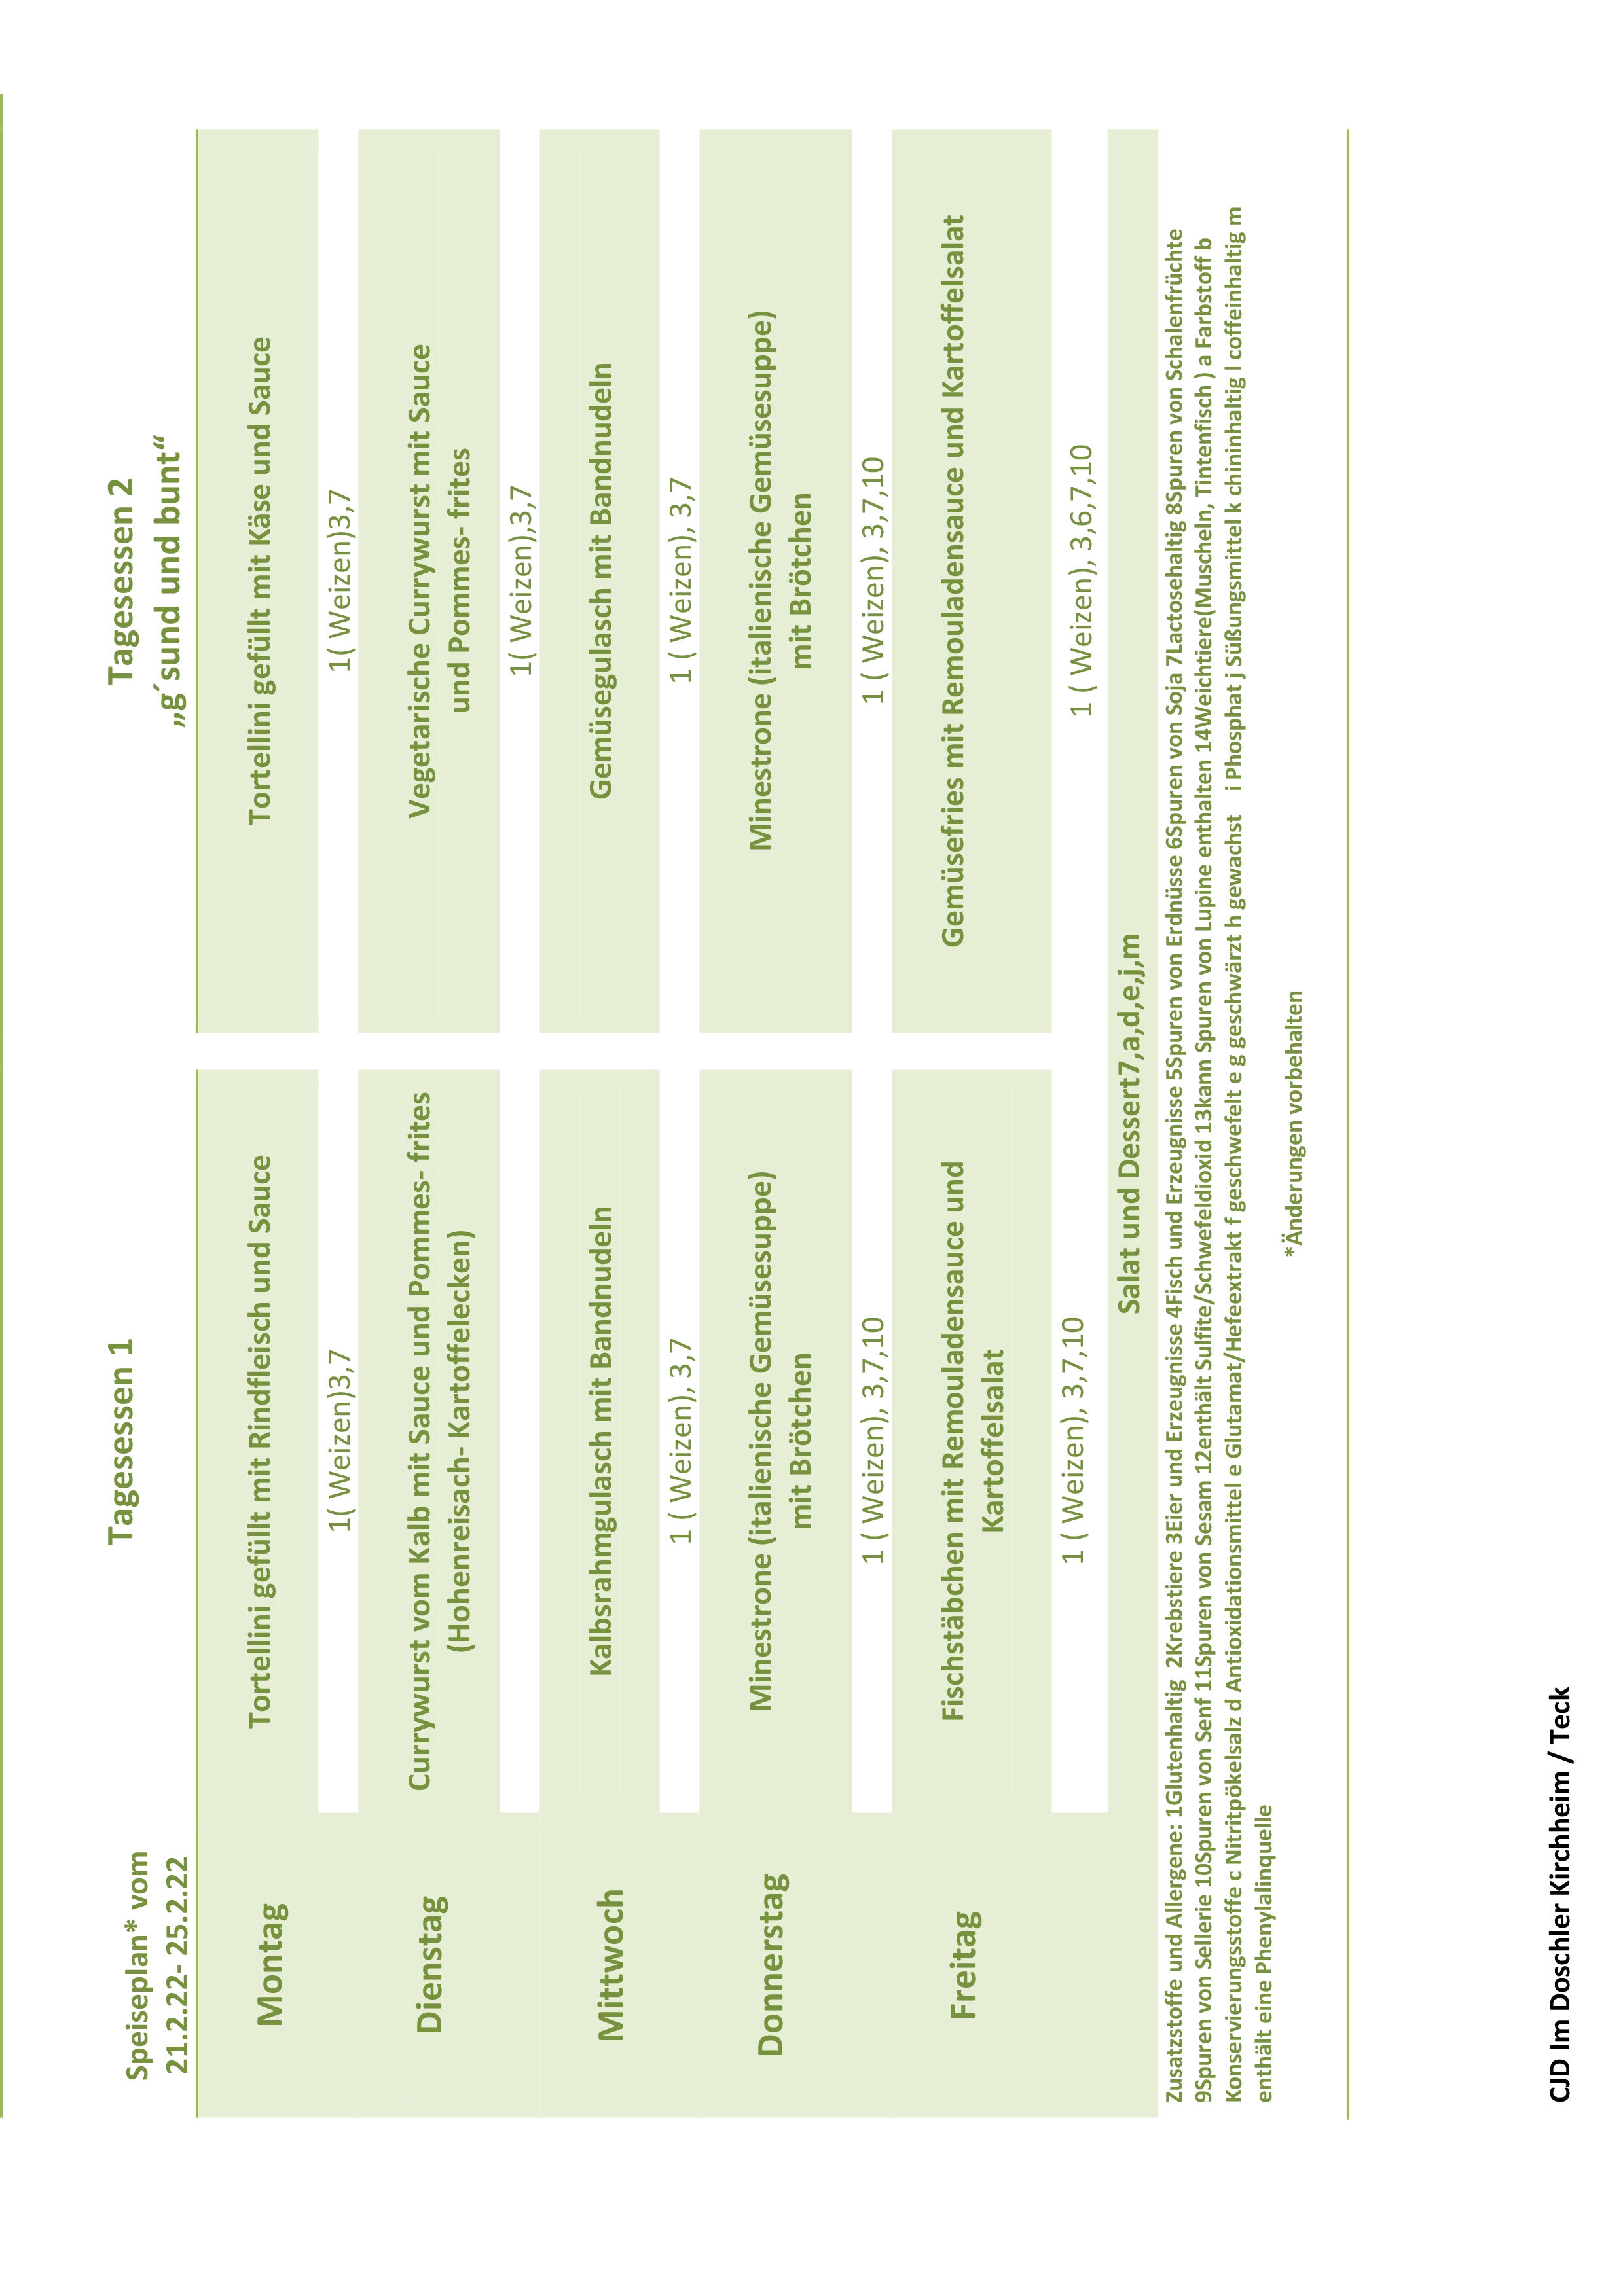 Speiseplan* vom
21.2.22- 25.2.22
Tagesessen 1
Tagesessen 2
„g´sund und bunt“
Montag
Tortellini gefüllt mit Rindfleisch und Sauce
Tortellini gefüllt mit Käse und Sauce
1( Weizen)3,7
1( Weizen)3,7
Dienstag
Currywurst vom Kalb mit Sauce und Pommes- frites
(Hohenreisach- Kartoffelecken)
Vegetarische Currywurst mit Sauce
und Pommes- frites
1( Weizen),3,7
Mittwoch
Kalbsrahmgulasch mit Bandnudeln
Gemüsegulasch mit Bandnudeln
1 ( Weizen), 3,7
1 ( Weizen), 3,7
Donnerstag
Minestrone (italienische Gemüsesuppe)
mit Brötchen
Minestrone (italienische Gemüsesuppe)
mit Brötchen
1 ( Weizen), 3,7,10
1 ( Weizen), 3,7,10
Freitag
Fischstäbchen mit Remouladensauce und
Kartoffelsalat
Gemüsefries mit Remouladensauce und Kartoffelsalat
1 ( Weizen), 3,7,10
1 ( Weizen), 3,6,7,10
Salat und Dessert7,a,d,e,j,m
Zusatzstoffe und Allergene: 1Glutenhaltig  2Krebstiere 3Eier und Erzeugnisse 4Fisch und Erzeugnisse 5Spuren von Erdnüsse 6Spuren von Soja 7Lactosehaltig 8Spuren von Schalenfrüchte
9Spuren von Sellerie 10Spuren von Senf 11Spuren von Sesam 12enthält Sulfite/Schwefeldioxid 13kann Spuren von Lupine enthalten 14Weichtiere(Muscheln, Tintenfisch ) a Farbstoff b
Konservierungsstoffe c Nitritpökelsalz d Antioxidationsmittel e Glutamat/Hefeextrakt f geschwefelt e g geschwärzt h gewachst    i Phosphat j Süßungsmittel k chininhaltig l coffeinhaltig m
enthält eine Phenylalinquelle
*Änderungen vorbehalten
CJD Im Doschler Kirchheim / Teck